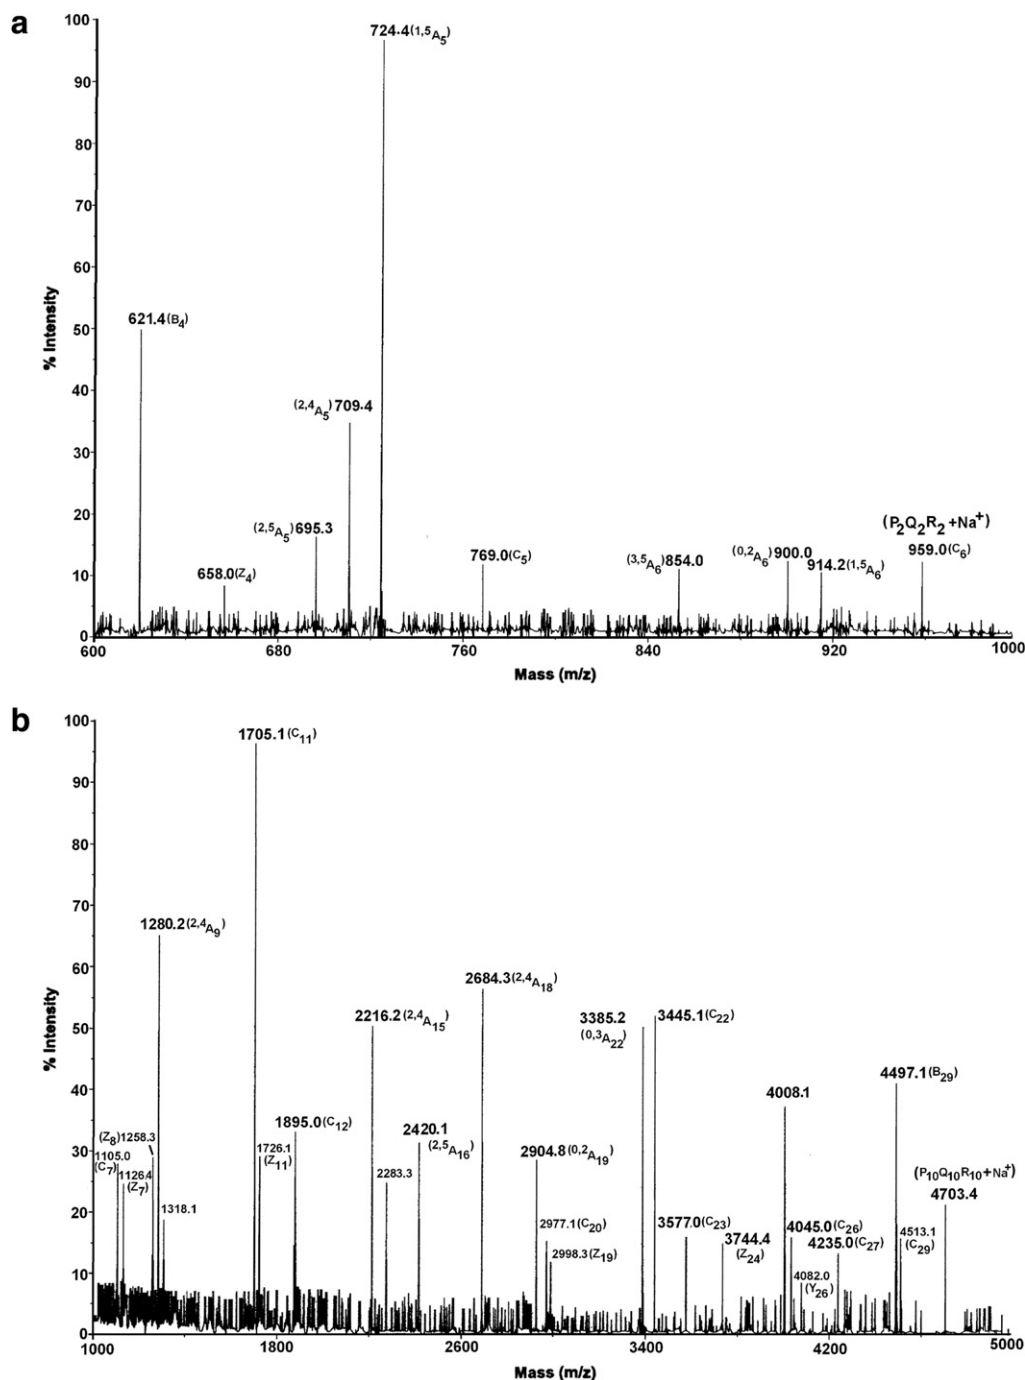 a
100
90
80
70
60
50
40
30
20
10
0
% Intensity
724.4(1,5A5)
621.4(B4)
(2,4A5)709.4
(2,5A5)695.3
658.0(Z4)
769.0(C5)
(3,5A6)854.0
(0,2A6)900.0
914.2(1,5A6)
(P2Q2R2+Na+)
959.0(C6)
600 680 760 840 920 1000
Mass (m/z)
b
100
90
80
70
60
50
40
30
20
10
0
% Intensity
1705.1(C11)
1280.2(2,4A9)
2216.2(2,4A15)
2684.3(2,4A18)
3385.2
(0,3A22)
3445.1(C22)
4008.1
4497.1(B29)
(Z8)1258.3
1105.0
(C7)
1126.4
(Z7)
1318.1
1726.1
(Z11)
1895.0(C12)
2283.3
2420.1
(2,5A16)
2904.8(0,2A19)
2977.1(C20)
2998.3(Z19)
3577.0(C23)
3744.4
(Z24)
4045.0(C26)
4235.0(C27)
4082.0
(Y26)
4513.1
(C29)
(P10Q10R10+Na+)
4703.4
1000 1800 2600 3400 4200 5000
Mass (m/z)